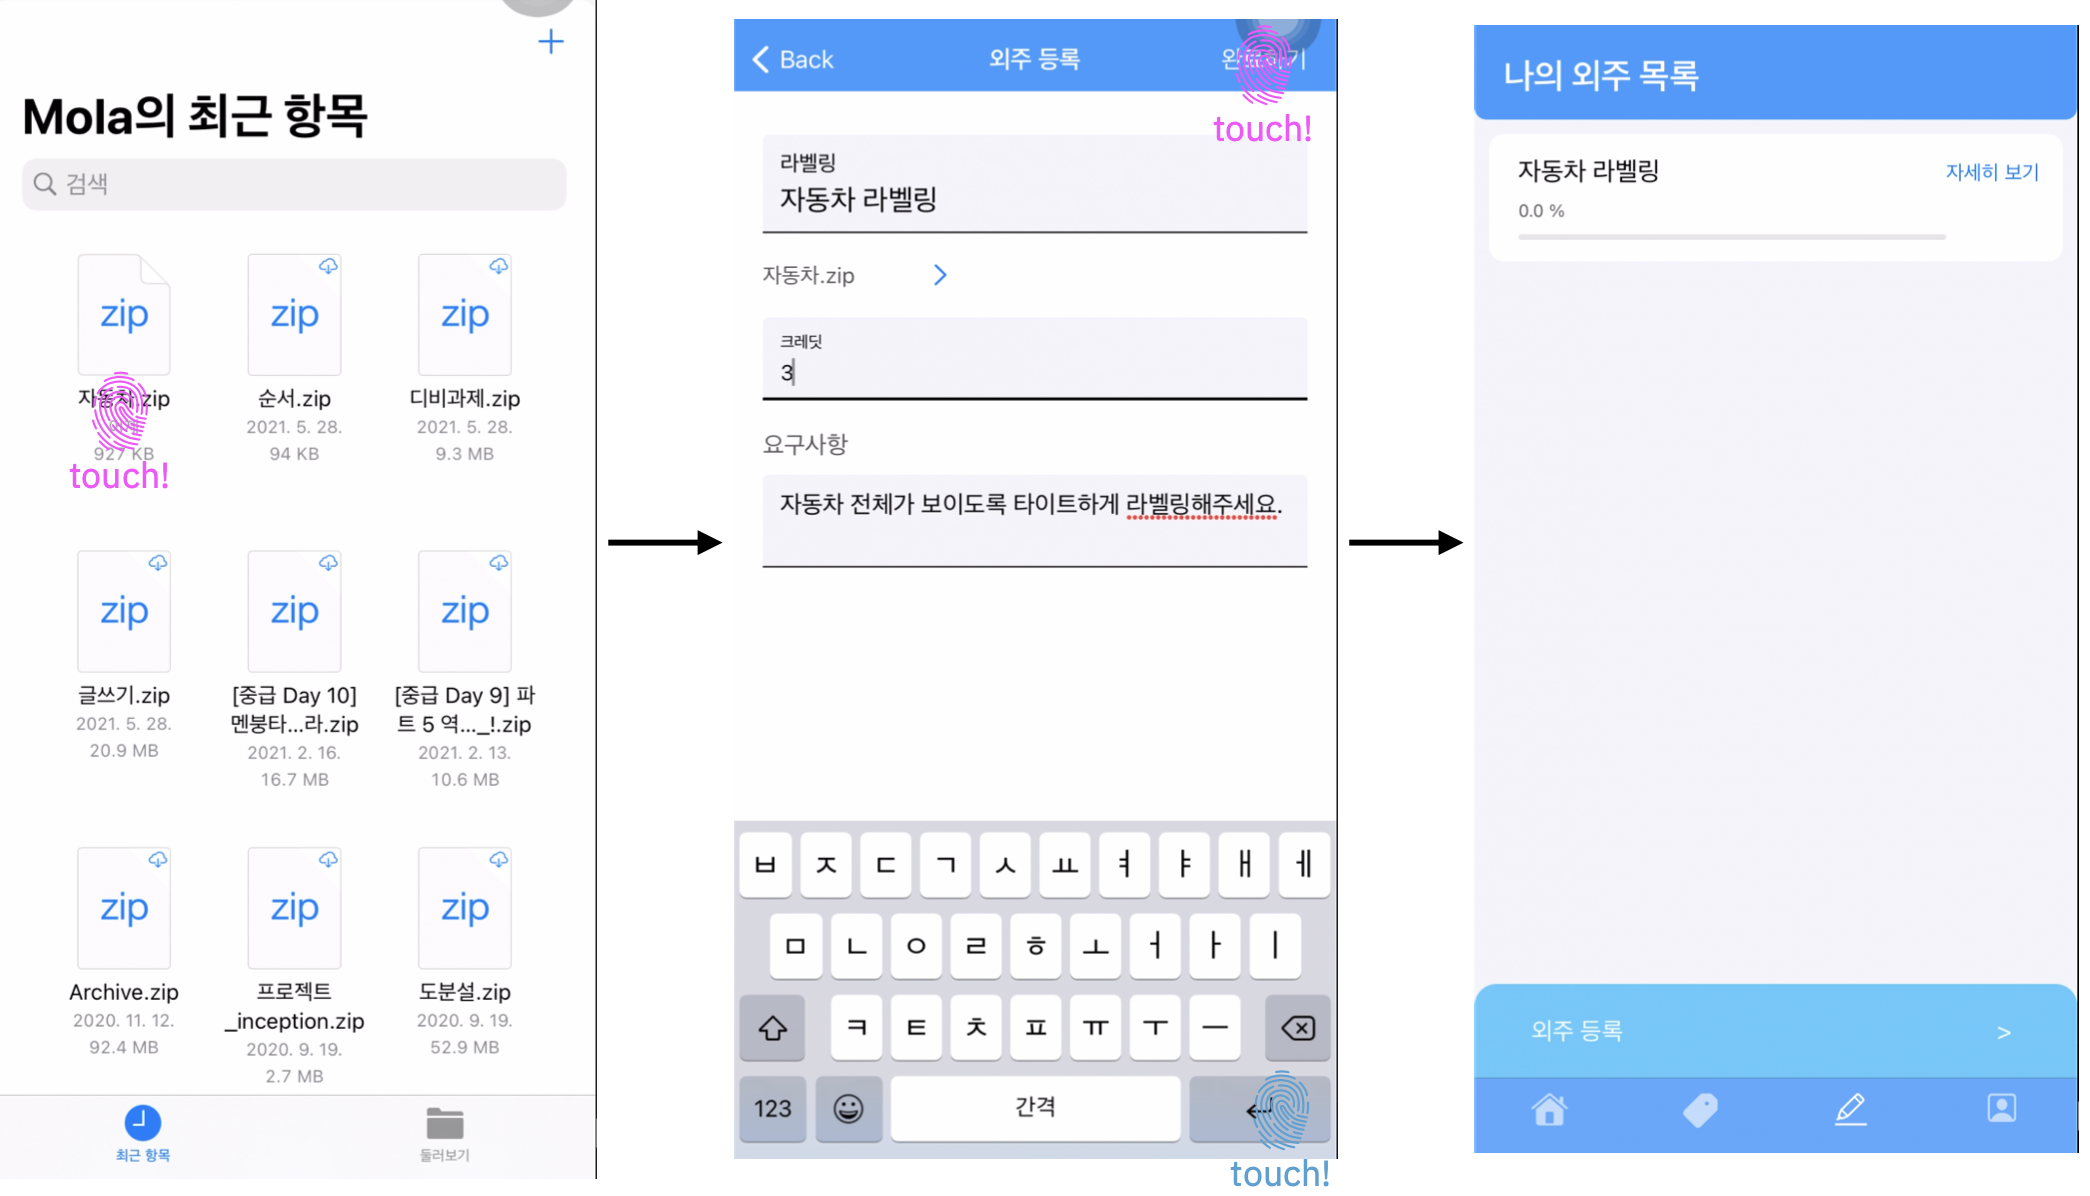 Mola의 최근 항목
검색
zip
zip
zip
자동차.zip
순서.zip
디비과제.zip
어제
2021. 5. 28.
2021. 5. 28.
927 KB
94 KB
9.3 MB
touch!
zip
zip
zip
글쓰기.zip
[중급 Day 10]
멘붕타...라.zip
[중급 Day 9] 파
트 5 역..._!.zip
2021. 5. 28.
2021. 2. 16.
2021. 2. 13.
20.9 MB
16.7 MB
10.6 MB
zip
zip
zip
Archive.zip
프로젝트
_inception.zip
도분설.zip
2020. 11. 12.
2020. 9. 19.
2020. 9. 19.
92.4 MB
2.7 MB
52.9 MB
최근 항목
둘러보기
Back
외주 등록
완료하기
touch!
라벨링
자동차 라벨링
자동차.zip
크레딧
3
요구사항
자동차 전체가 보이도록 타이트하게 라벨링해주세요.
ㅂ ㅈ ㄷ ㄱ ㅅ ㅛ ㅕ ㅑ ㅐ ㅔ
ㅁ ㄴ ㅇ ㄹ ㅎ ㅗ ㅓ ㅏ ㅣ
ㅋ ㅌ ㅊ ㅍ ㅠ ㅜ ㅡ
123
간격
touch!
나의 외주 목록
자동차 라벨링
자세히 보기
0.0 %
외주 등록
>